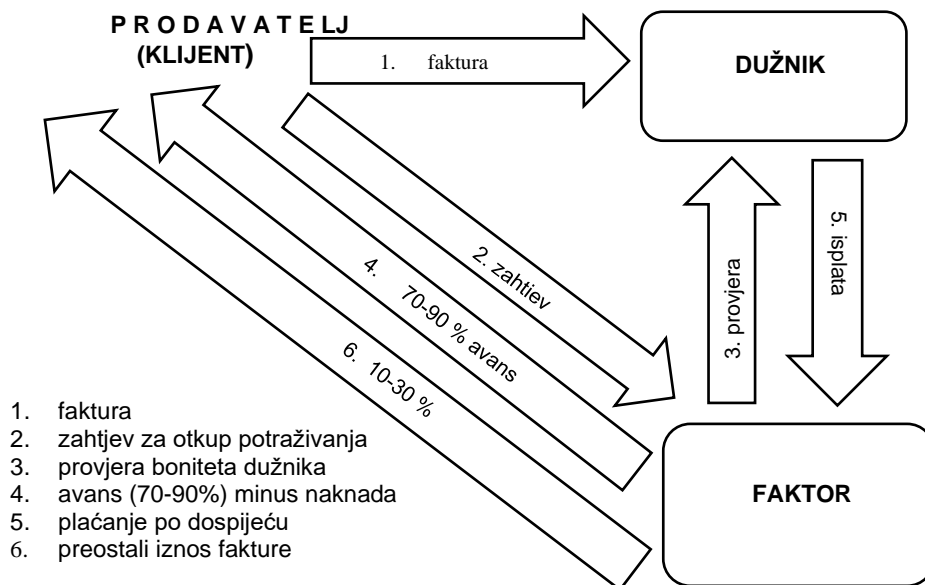 P R O D A V A T E LJ
(KLIJENT)
1. faktura
DUŽNIK
2. zahtiev
4. 70-90 % avans
6. 10-30 %
3. provjera
5. isplata
FAKTOR
1. faktura
2. zahtjev za otkup potraživanja
3. provjera boniteta dužnika
4. avans (70-90%) minus naknada
5. plaćanje po dospijeću
6. preostali iznos fakture